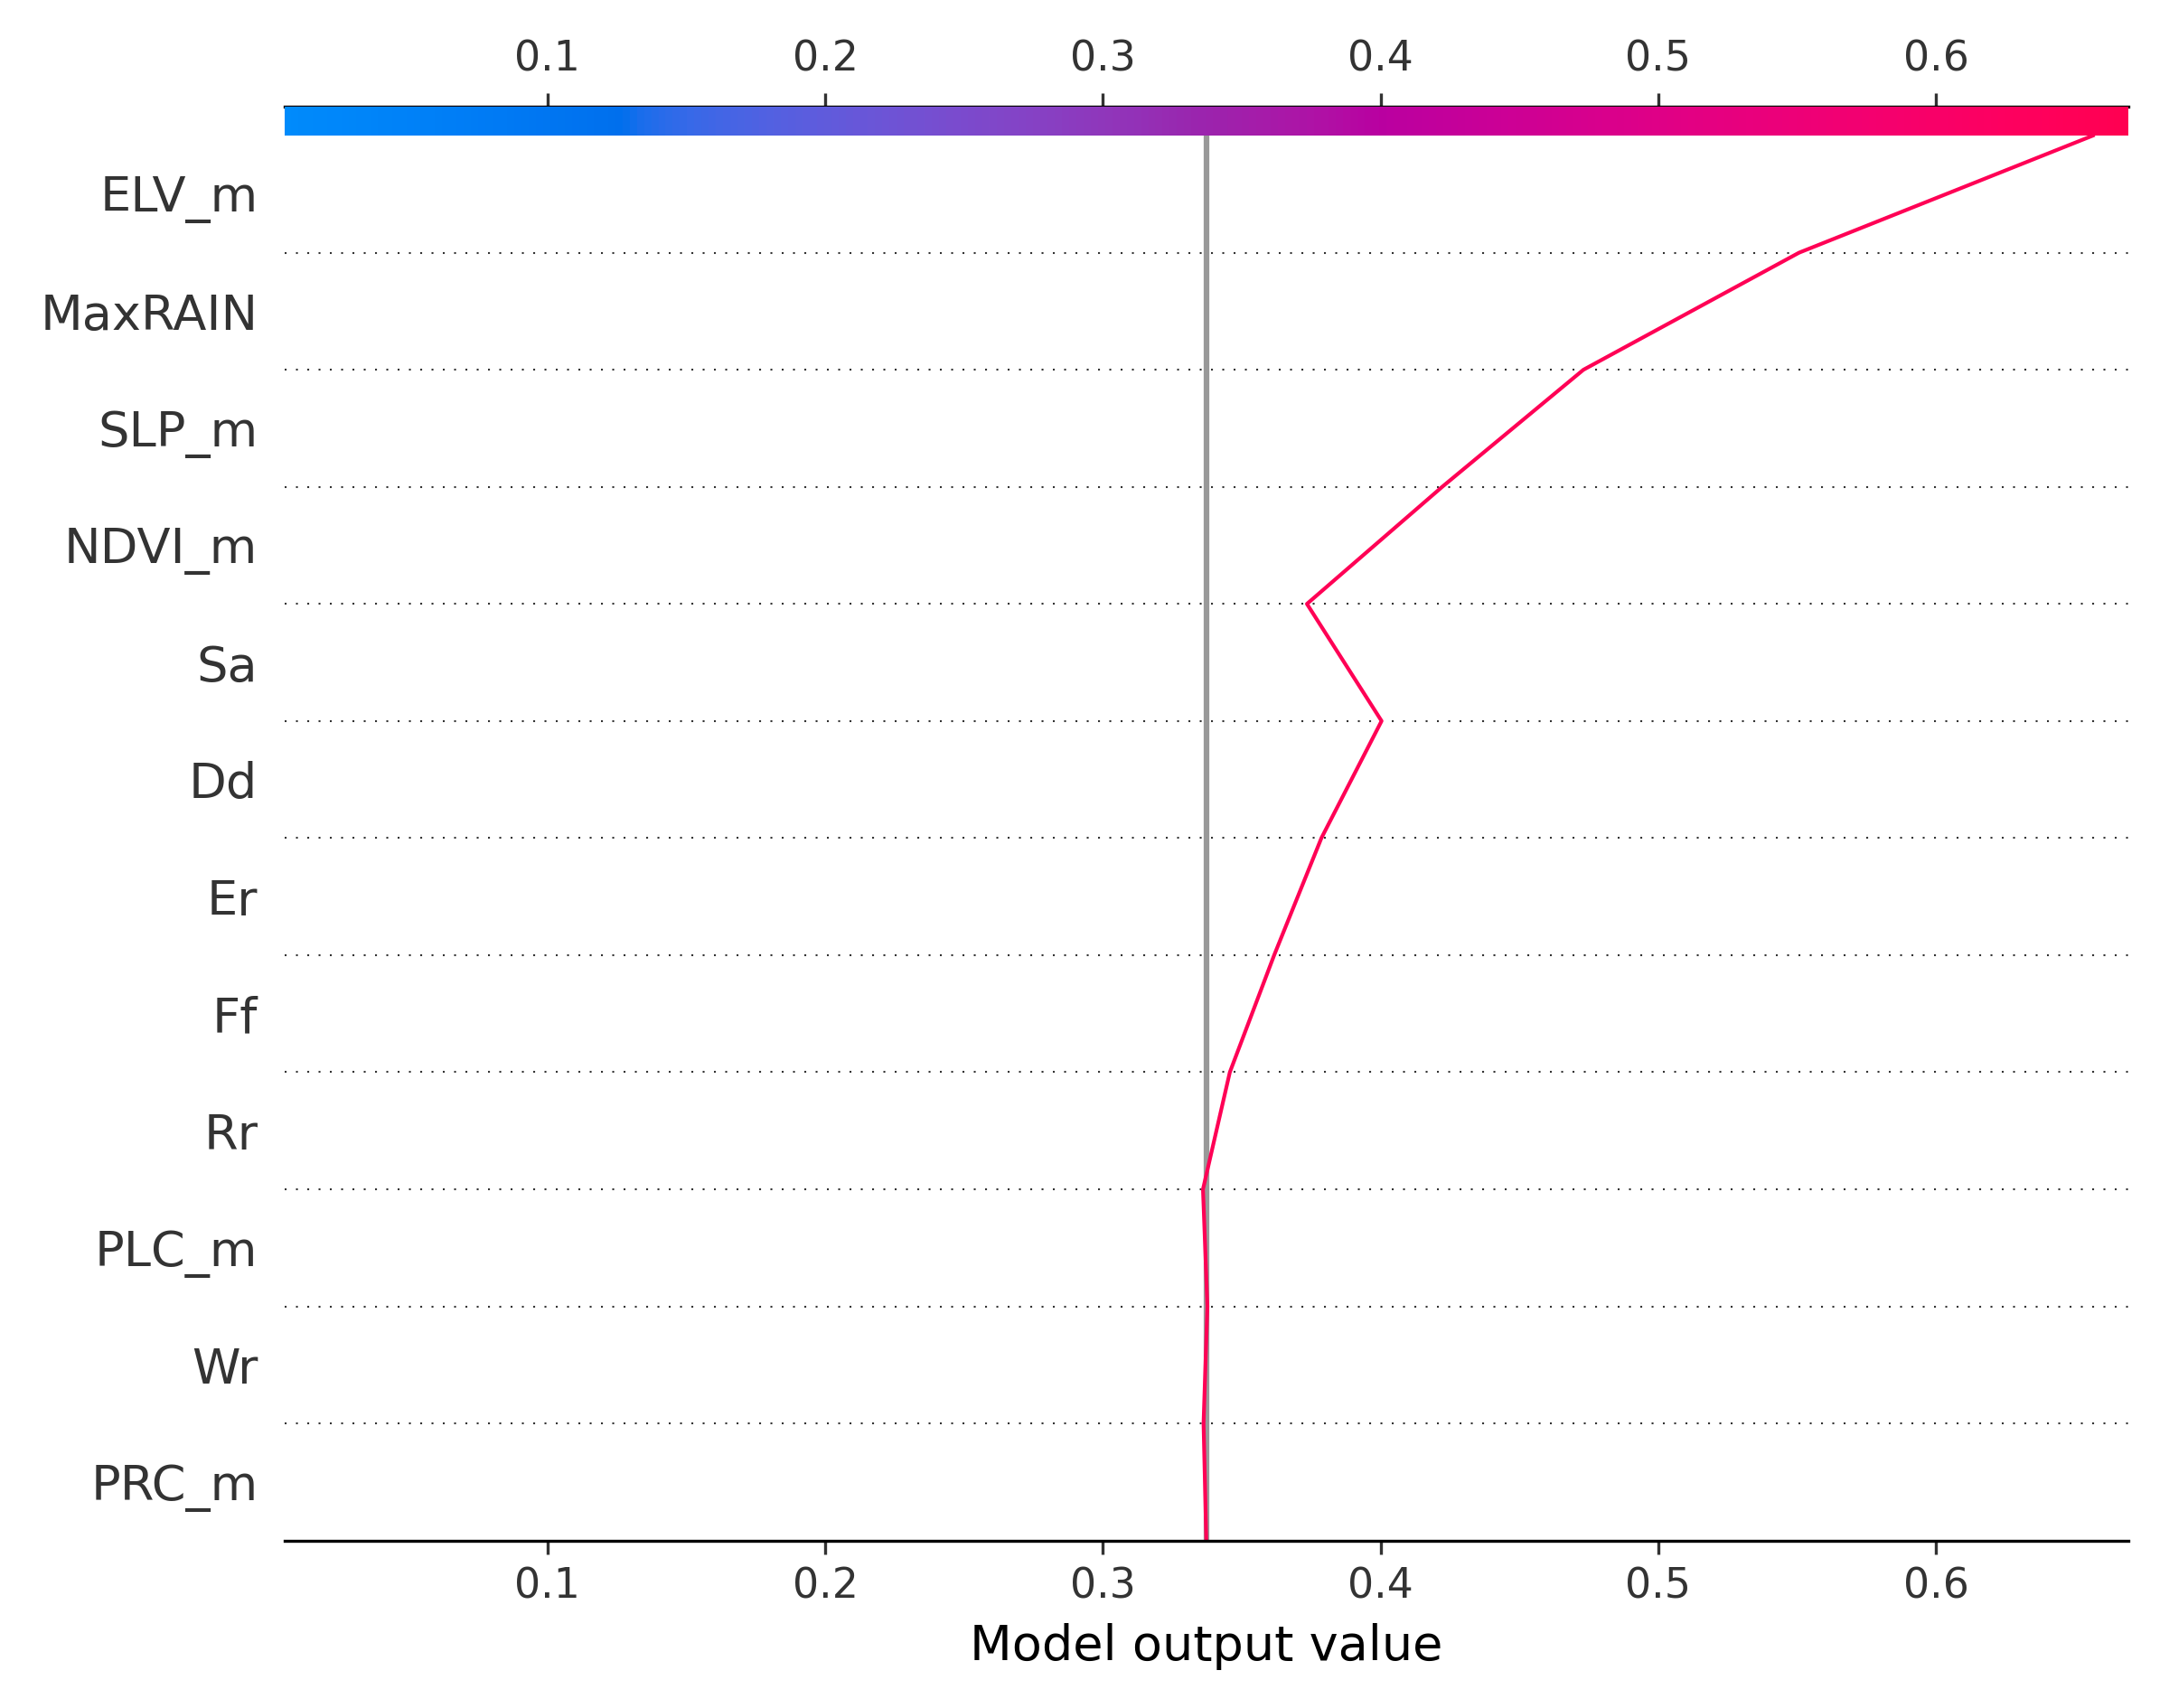 0.1 0.2 0.3 0.4 0.5 0.6
ELV_m
MaxRAIN
SLP_m
NDVI_m
Sa
Dd
Er
Ff
Rr
PLC_m
Wr
PRC_m
0.1 0.2 0.3 0.4 0.5 0.6
Model output value